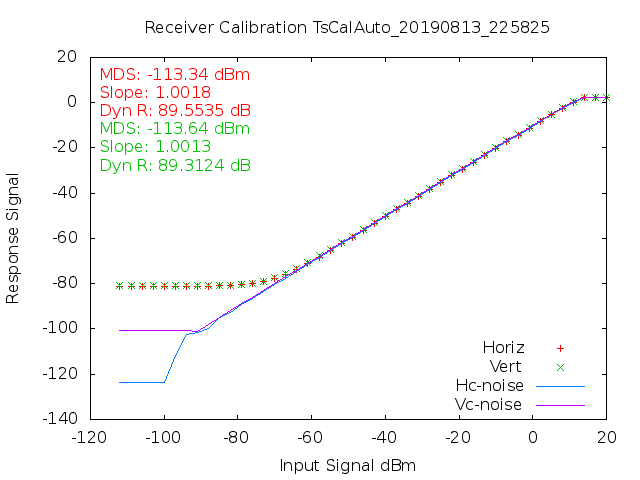 Receiver Calibration TsCalAuto_20190813_225825
MDS: -113.34 dBm
Slope: 1.0018
Dyn R: 89.5535 dB
MDS: -113.64 dBm
Slope: 1.0013
Dyn R: 89.3124 dB
20
0
-20
-40
-60
-80
-100
-120
-140
Response Signal
Horiz
Vert
Hc-noise
Vc-noise
-120 -100 -80 -60 -40 -20 0 20
Input Signal dBm